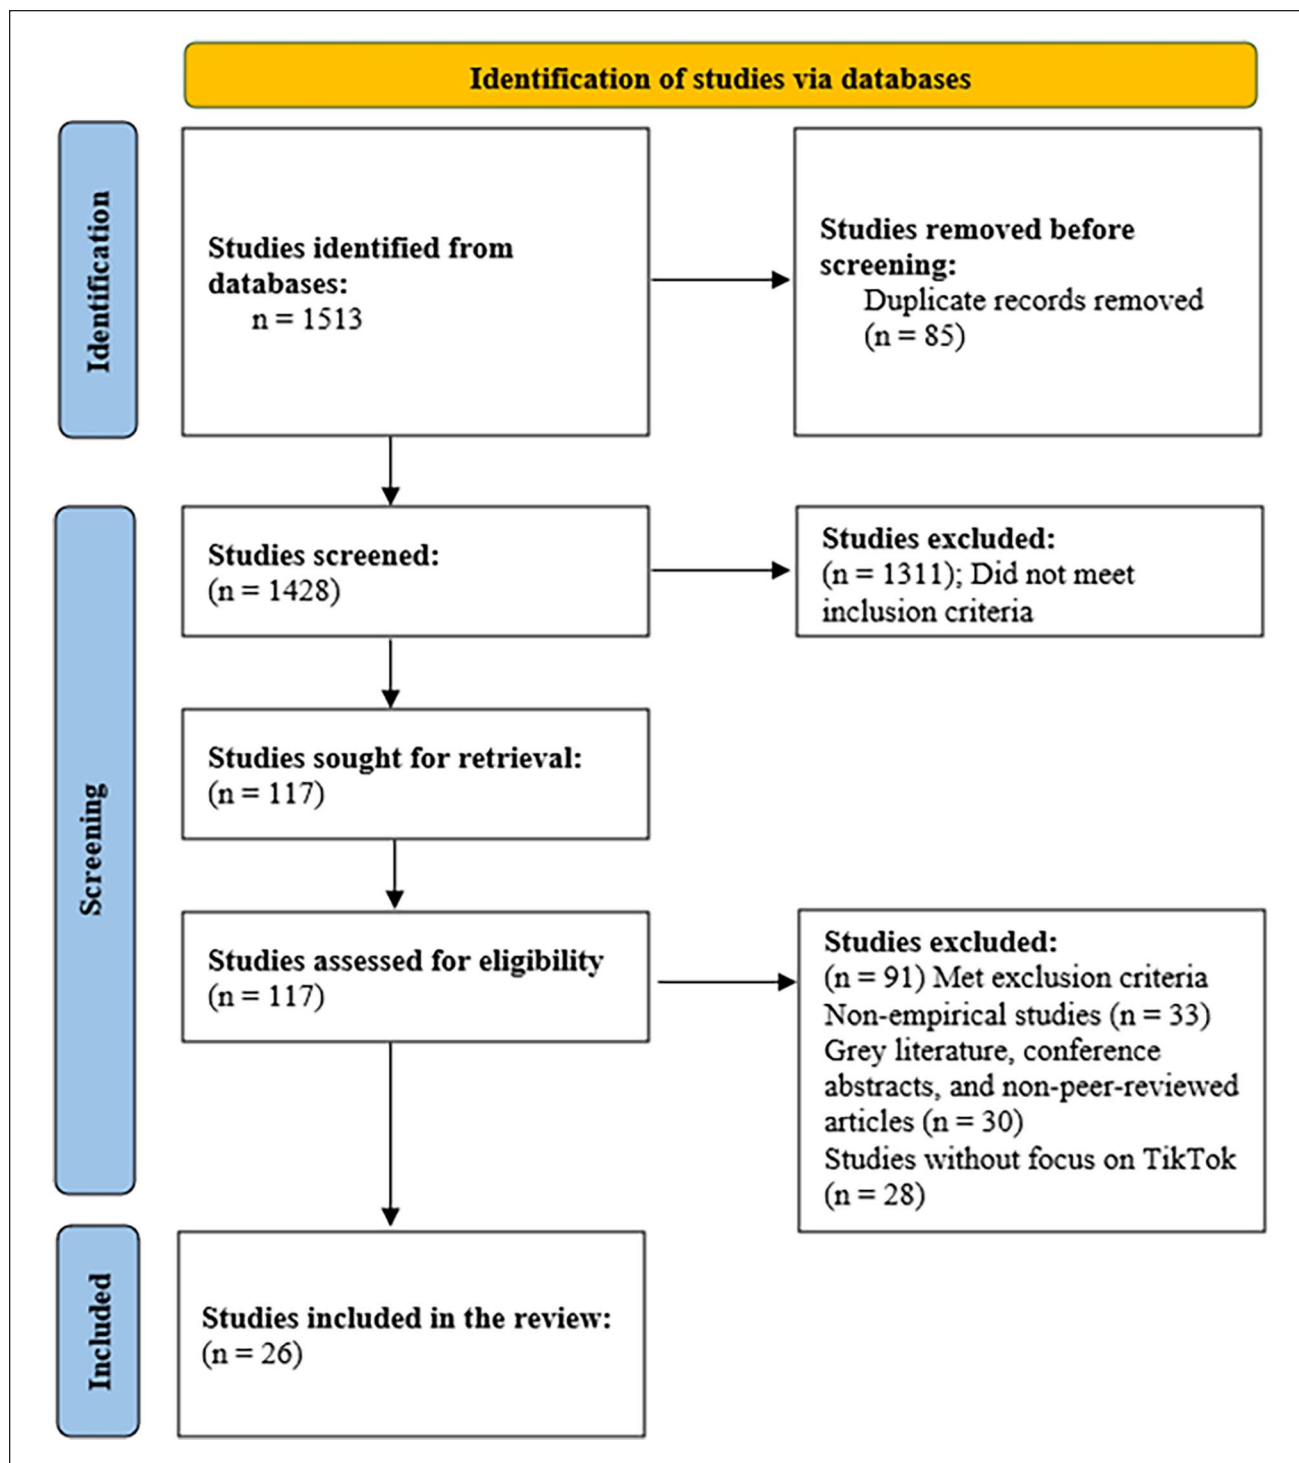 Identification of studies via databases
Identification
Studies identified from
databases:
n = 1513
Studies removed before
screening:
Duplicate records removed
(n = 85)
Screening
Studies screened:
(n = 1428)
Studies excluded:
(n = 1311); Did not meet
inclusion criteria
Studies sought for retrieval:
(n = 117)
Studies assessed for eligibility
(n = 117)
Studies excluded:
(n = 91) Met exclusion criteria
Non-empirical studies (n = 33)
Grey literature, conference
abstracts, and non-peer-reviewed
articles (n = 30)
Studies without focus on TikTok
(n = 28)
Included
Studies included in the review:
(n = 26)